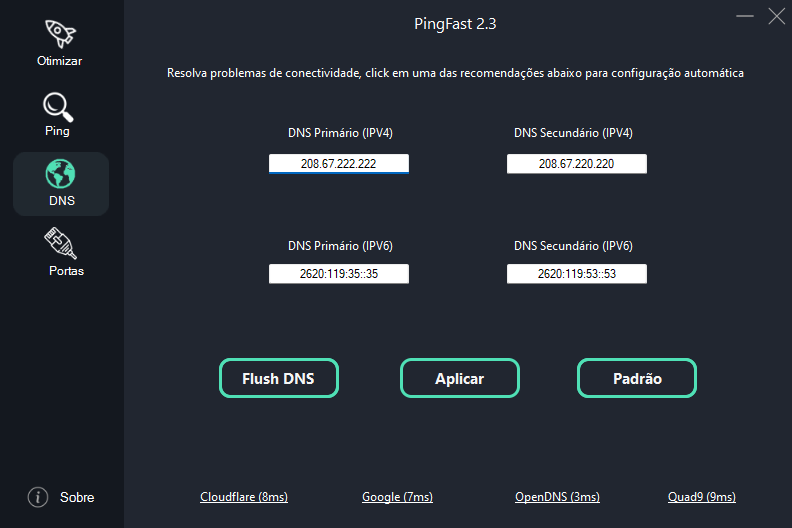 PingFast 2.3
Otimizar
Ping
DNS
Portas
Sobre
Resolva problemas de conectividade, click em uma das recomendações abaixo para configuração automática
DNS Primário (IPV4)
DNS Secundário (IPV4)
208.67.222.222
208.67.220.220
DNS Primário (IPV6)
DNS Secundário (IPV6)
2620:119:35::35
2620:119:53::53
Flush DNS
Aplicar
Padrão
Cloudflare (8ms)
Google (7ms)
OpenDNS (3ms)
Quad9 (9ms)